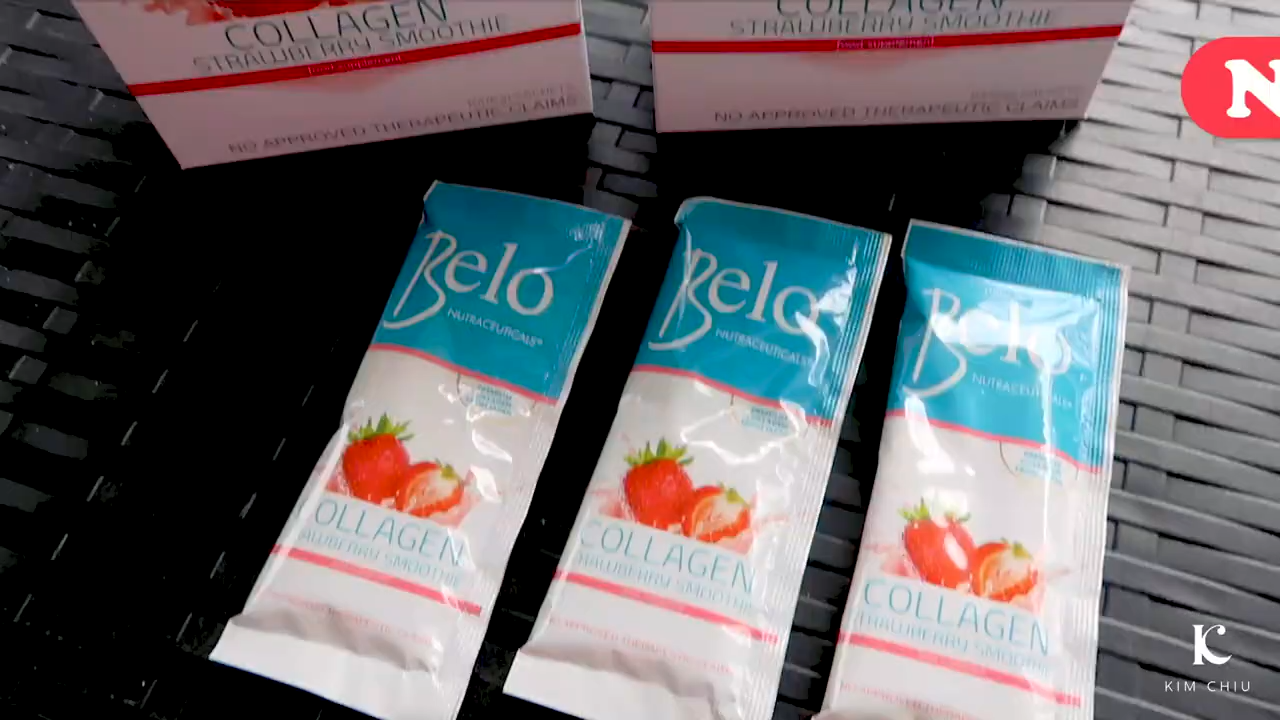 COLLAGEN
STRAWBERRY SMOOTHIE
food supplement
NO APPROVED THERAPEUTIC CLAIMS
COLLAGEN
STRAWBERRY SMOOTHIE
food supplement
NO APPROVED THERAPEUTIC CLAIMS
N
Belo
NUTRACEUTICALS®
COLLAGEN
STRAWBERRY SMOOTHIE
Belo
NUTRACEUTICALS®
COLLAGEN
STRAWBERRY SMOOTHIE
Belo
NUTRACEUTICALS®
COLLAGEN
STRAWBERRY SMOOTHIE
KC
KIM CHIU